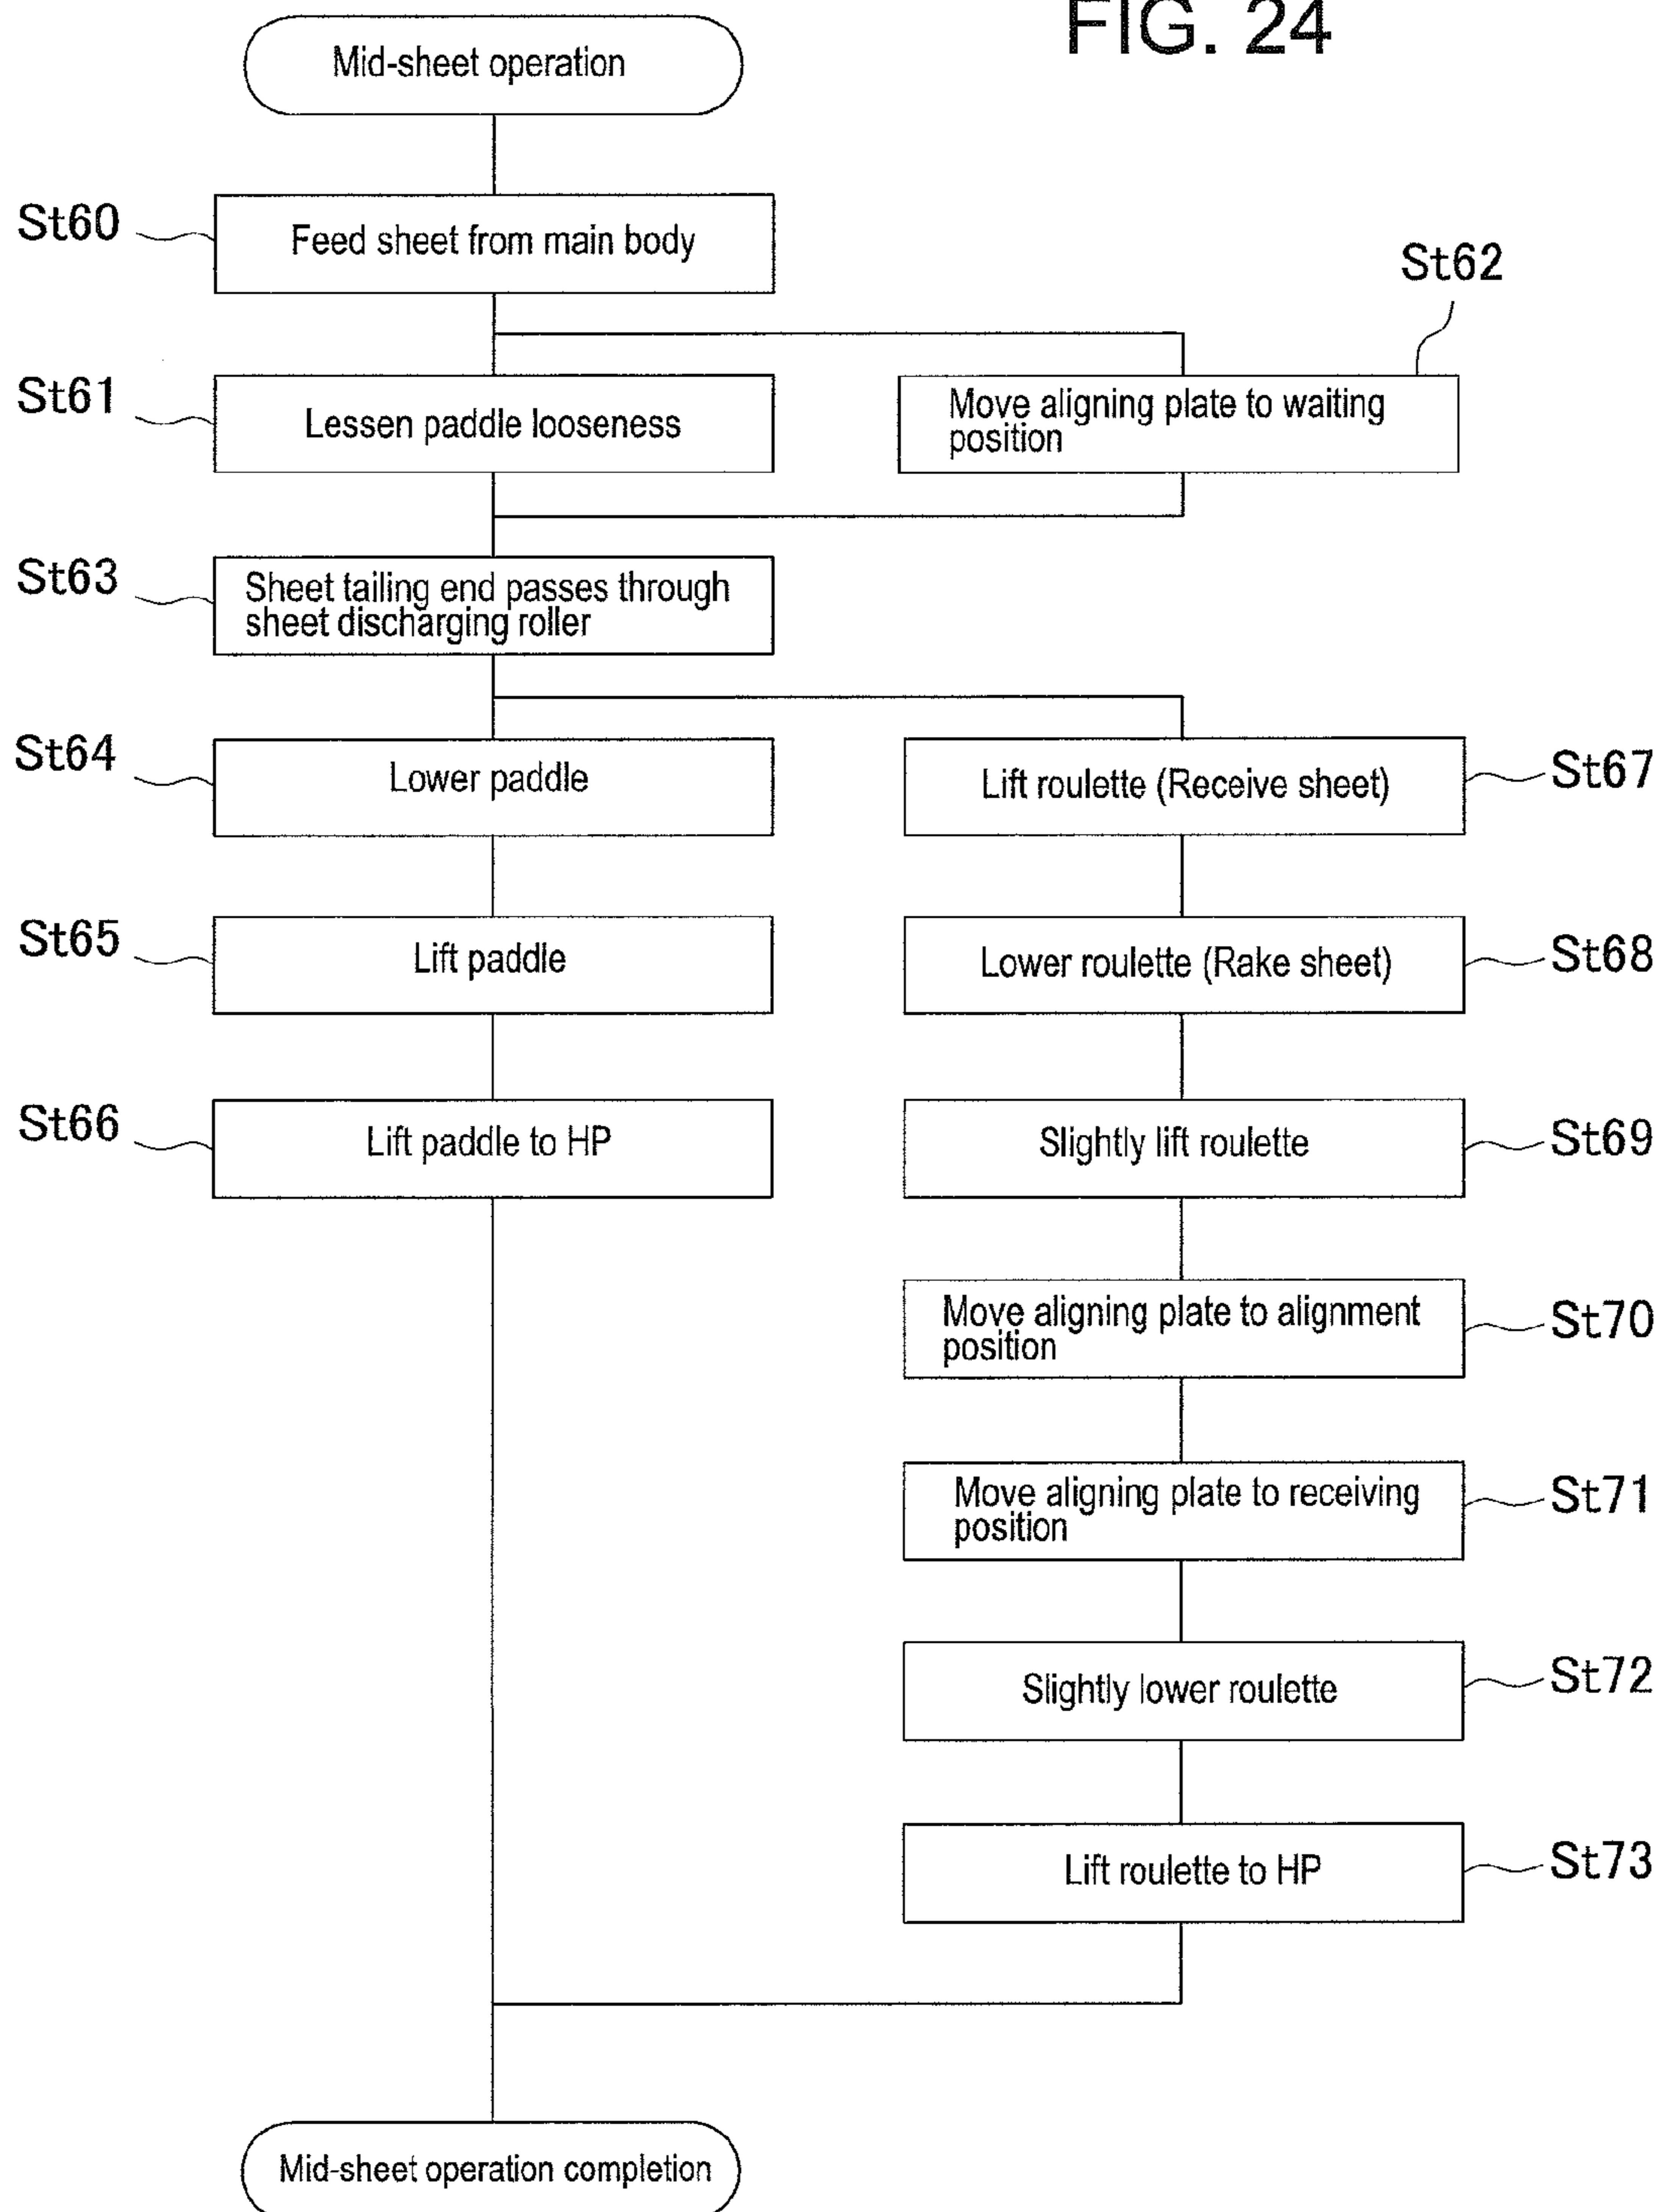 FIG. 24
Mid-sheet operation
St60
Feed sheet from main body
St62
St61
Lessen paddle looseness
Move aligning plate to waiting
position
St63
Sheet tailing end passes through
sheet discharging roller
St64
Lower paddle
Lift roulette (Receive sheet)
St67
St65
Lift paddle
Lower roulette (Rake sheet)
St68
St66
Lift paddle to HP
Slightly lift roulette
St69
Move aligning plate to alignment
position
St70
Move aligning plate to receiving
position
St71
Slightly lower roulette
St72
Lift roulette to HP
St73
Mid-sheet operation completion